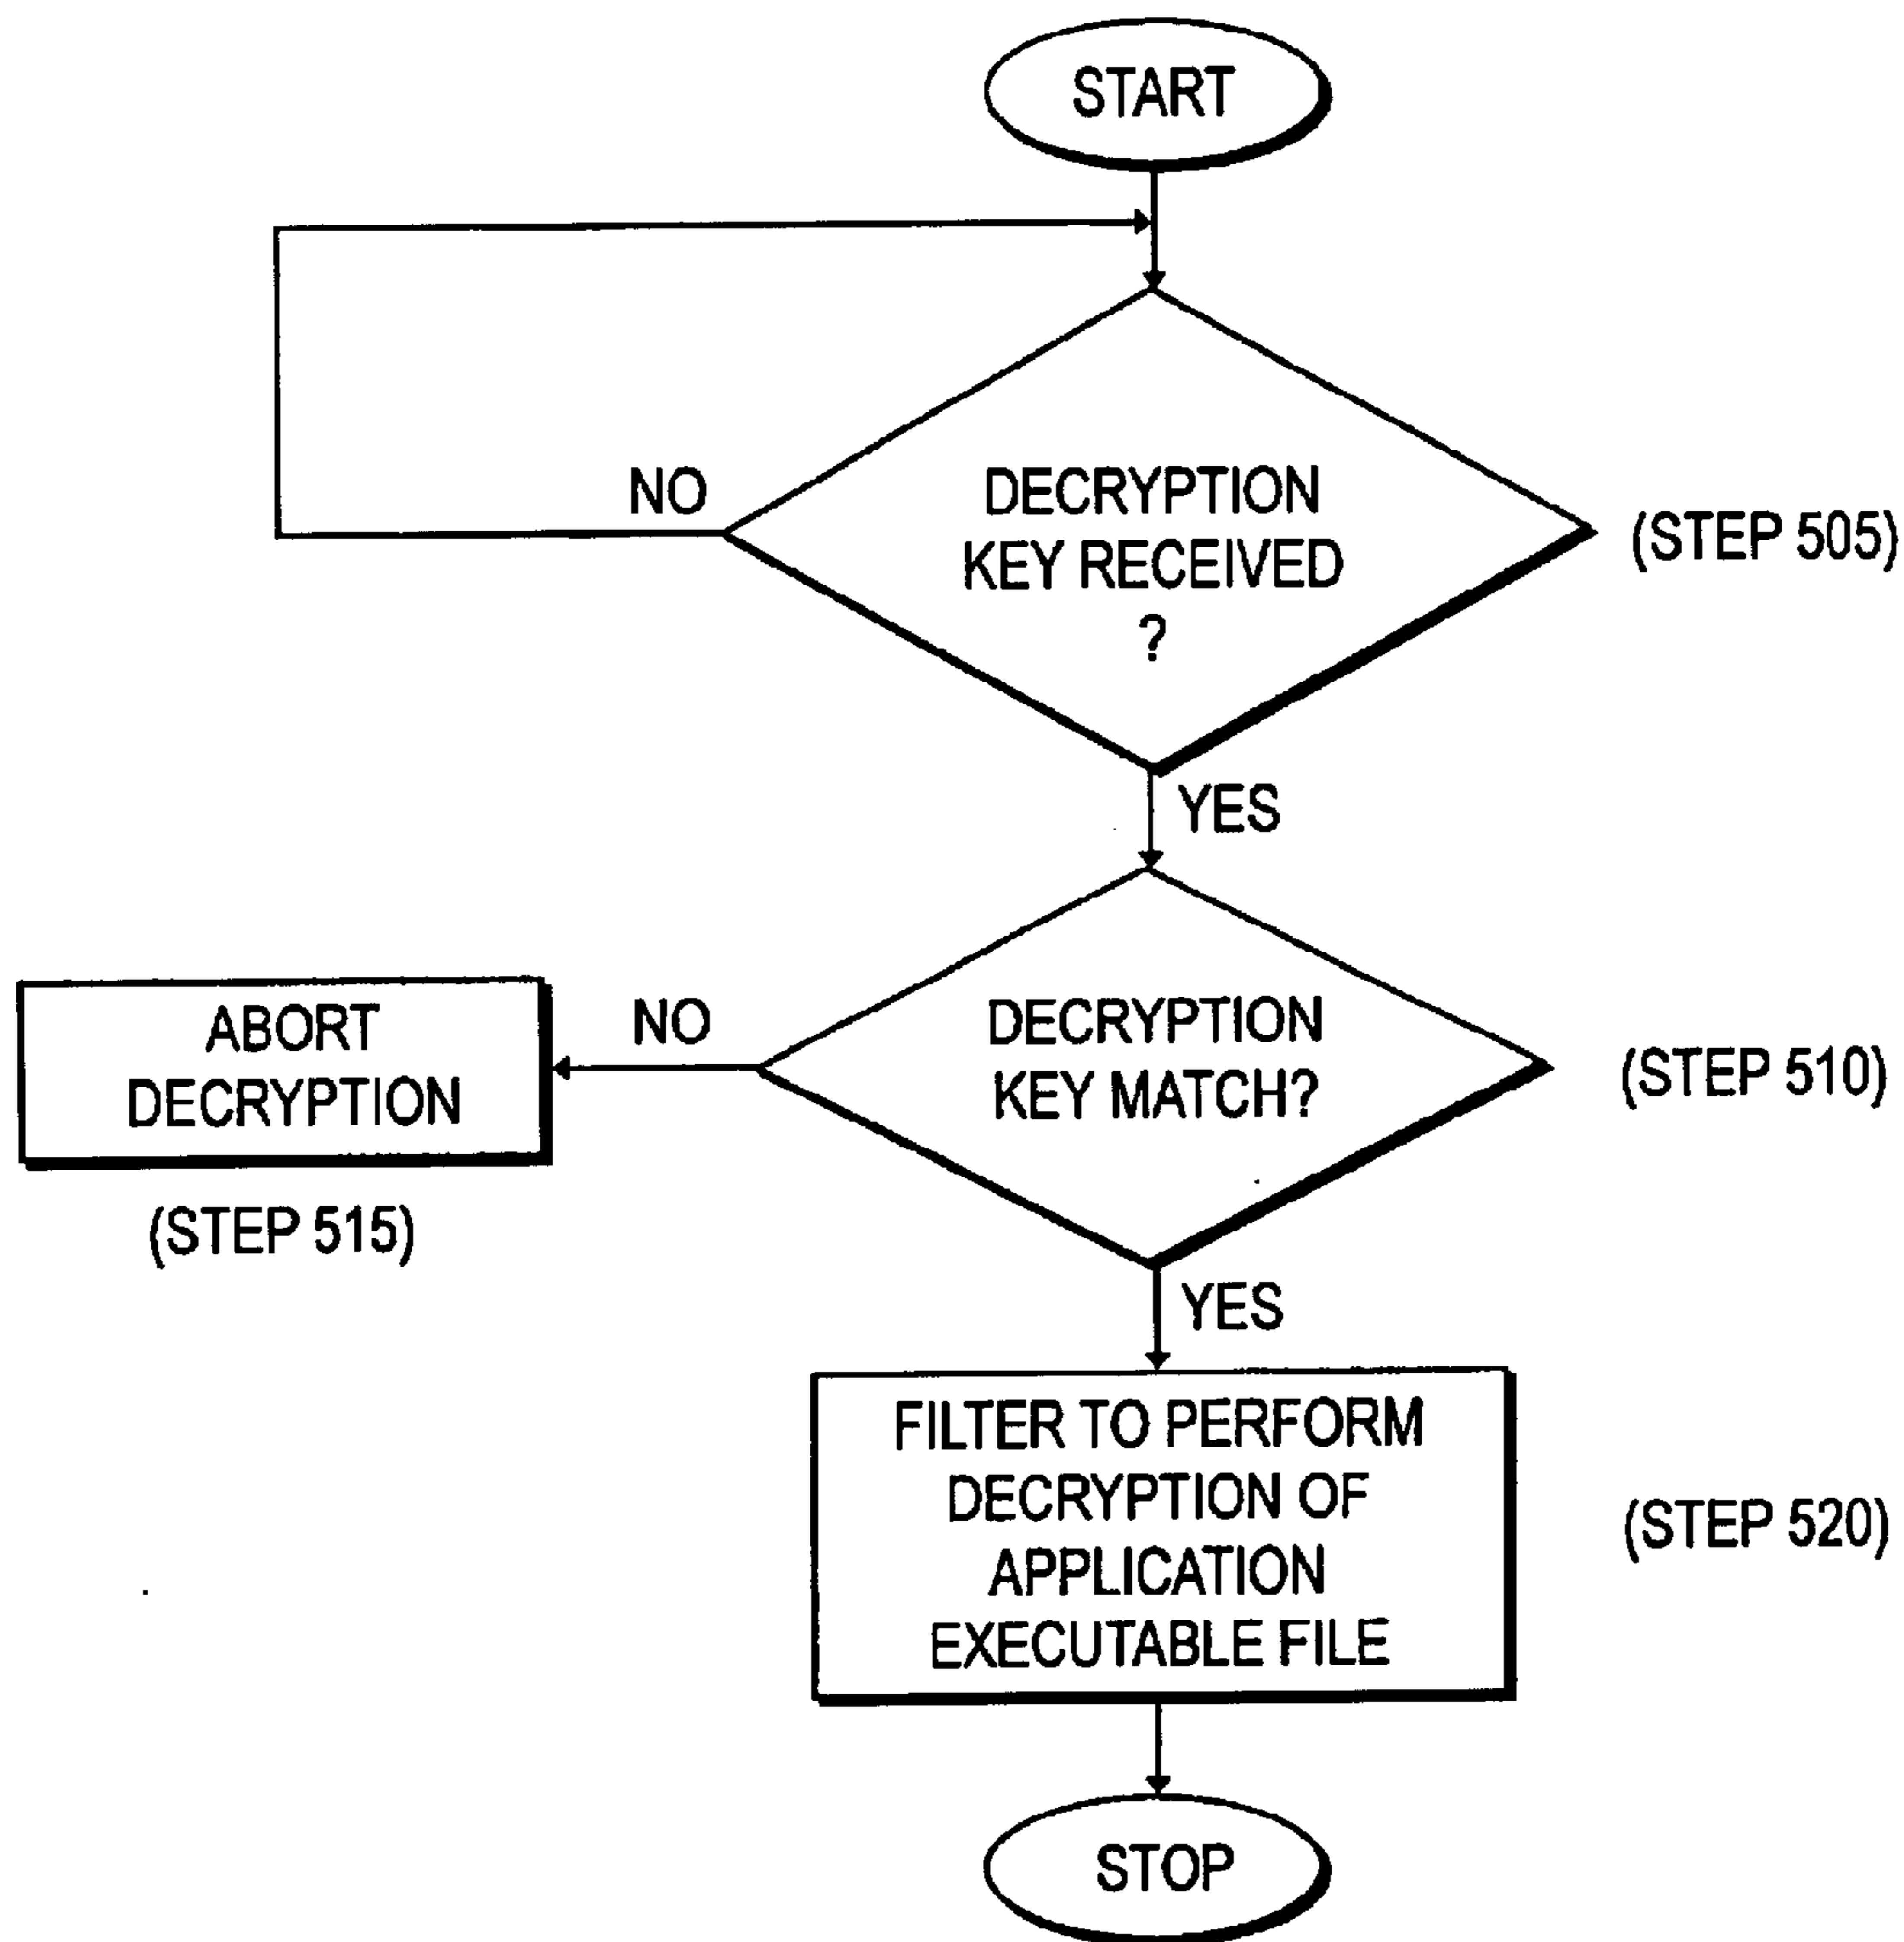 START
NO
DECRYPTION
KEY RECEIVED
?
(STEP 505)
YES
ABORT
DECRYPTION
(STEP 515)
NO
DECRYPTION
KEY MATCH?
(STEP 510)
YES
FILTER TO PERFORM
DECRYPTION OF
APPLICATION
EXECUTABLE FILE
(STEP 520)
STOP